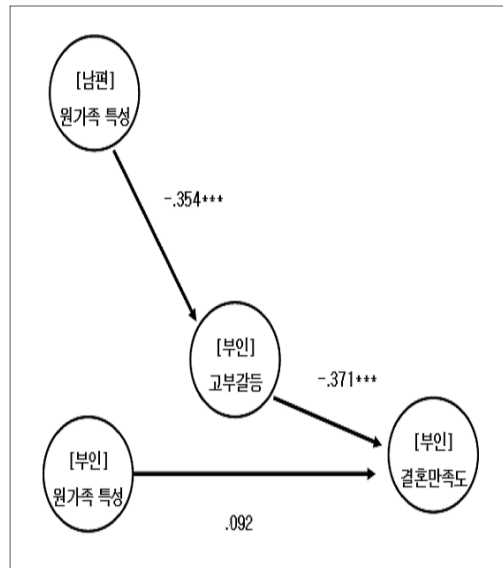 [남편]
원가족 특성
-.354***
[부인]
고부갈등
-.371***
[부인]
결혼만족도
[부인]
원가족 특성
.092